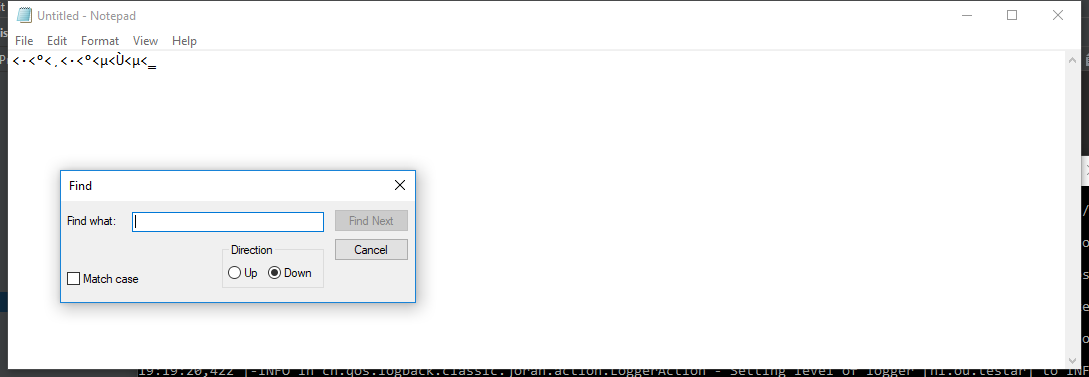 Untitled - Notepad
File Edit Format View Help
<·<º<¸<·<º<µ<Ù<µ<‗
Find
Find what:
Find Next
Direction
Cancel
Up Down
Match case
19:19:20,422 |-INFO in ch.qos.logback.classic.joran.action.LoggerAction - Setting level of logger [nl.ou.testar] to INF